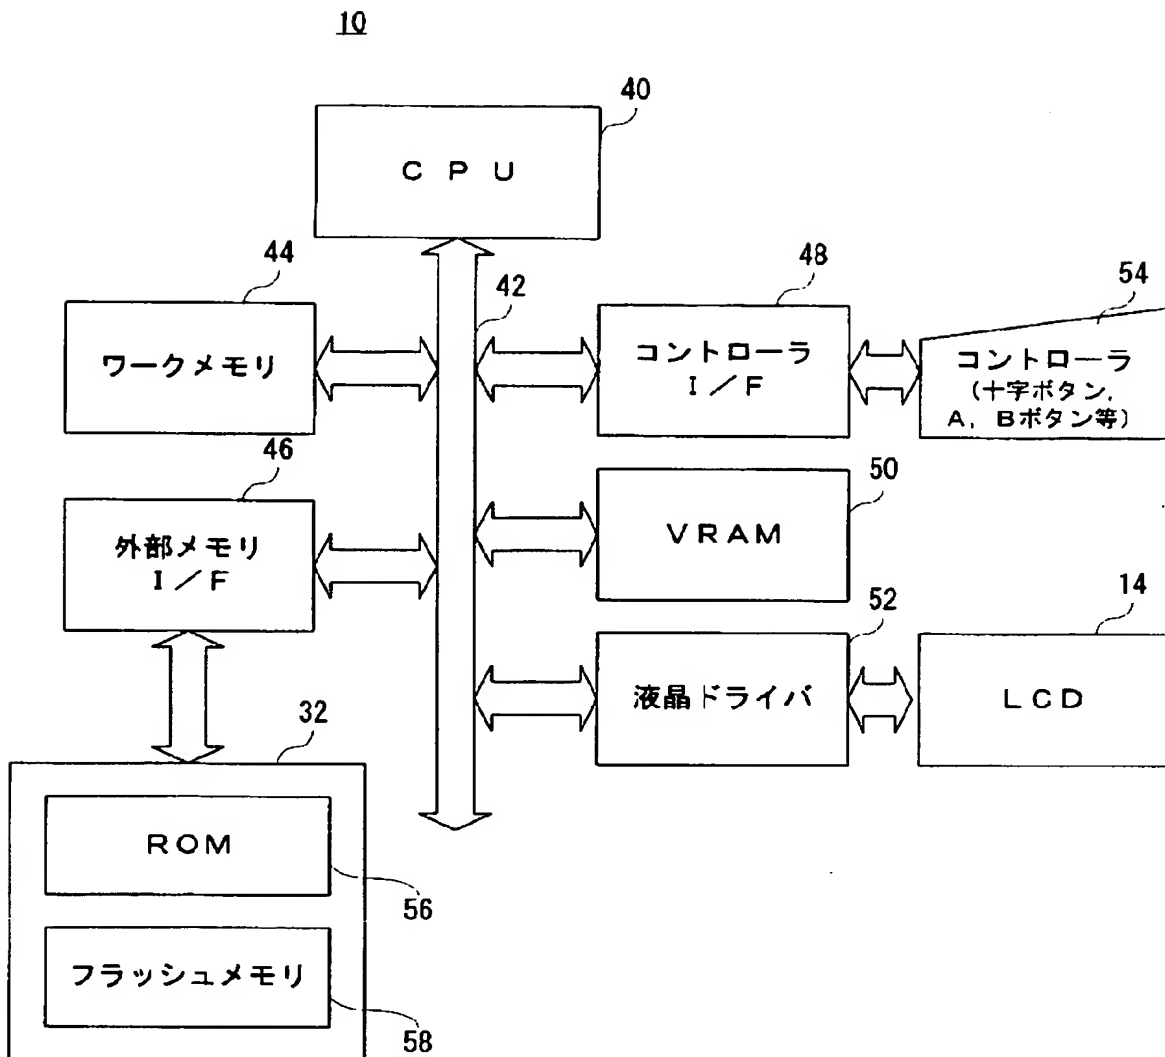 10
40
CPU
44
42
48
54
ワークメモリ
コントローラ
I/F
コントローラ
(十字ボタン,
A, Bボタン等)
46
50
外部メモリ
I/F
VRAM
52
14
液晶ドライバ
LCD
32
ROM
56
フラッシュメモリ
58